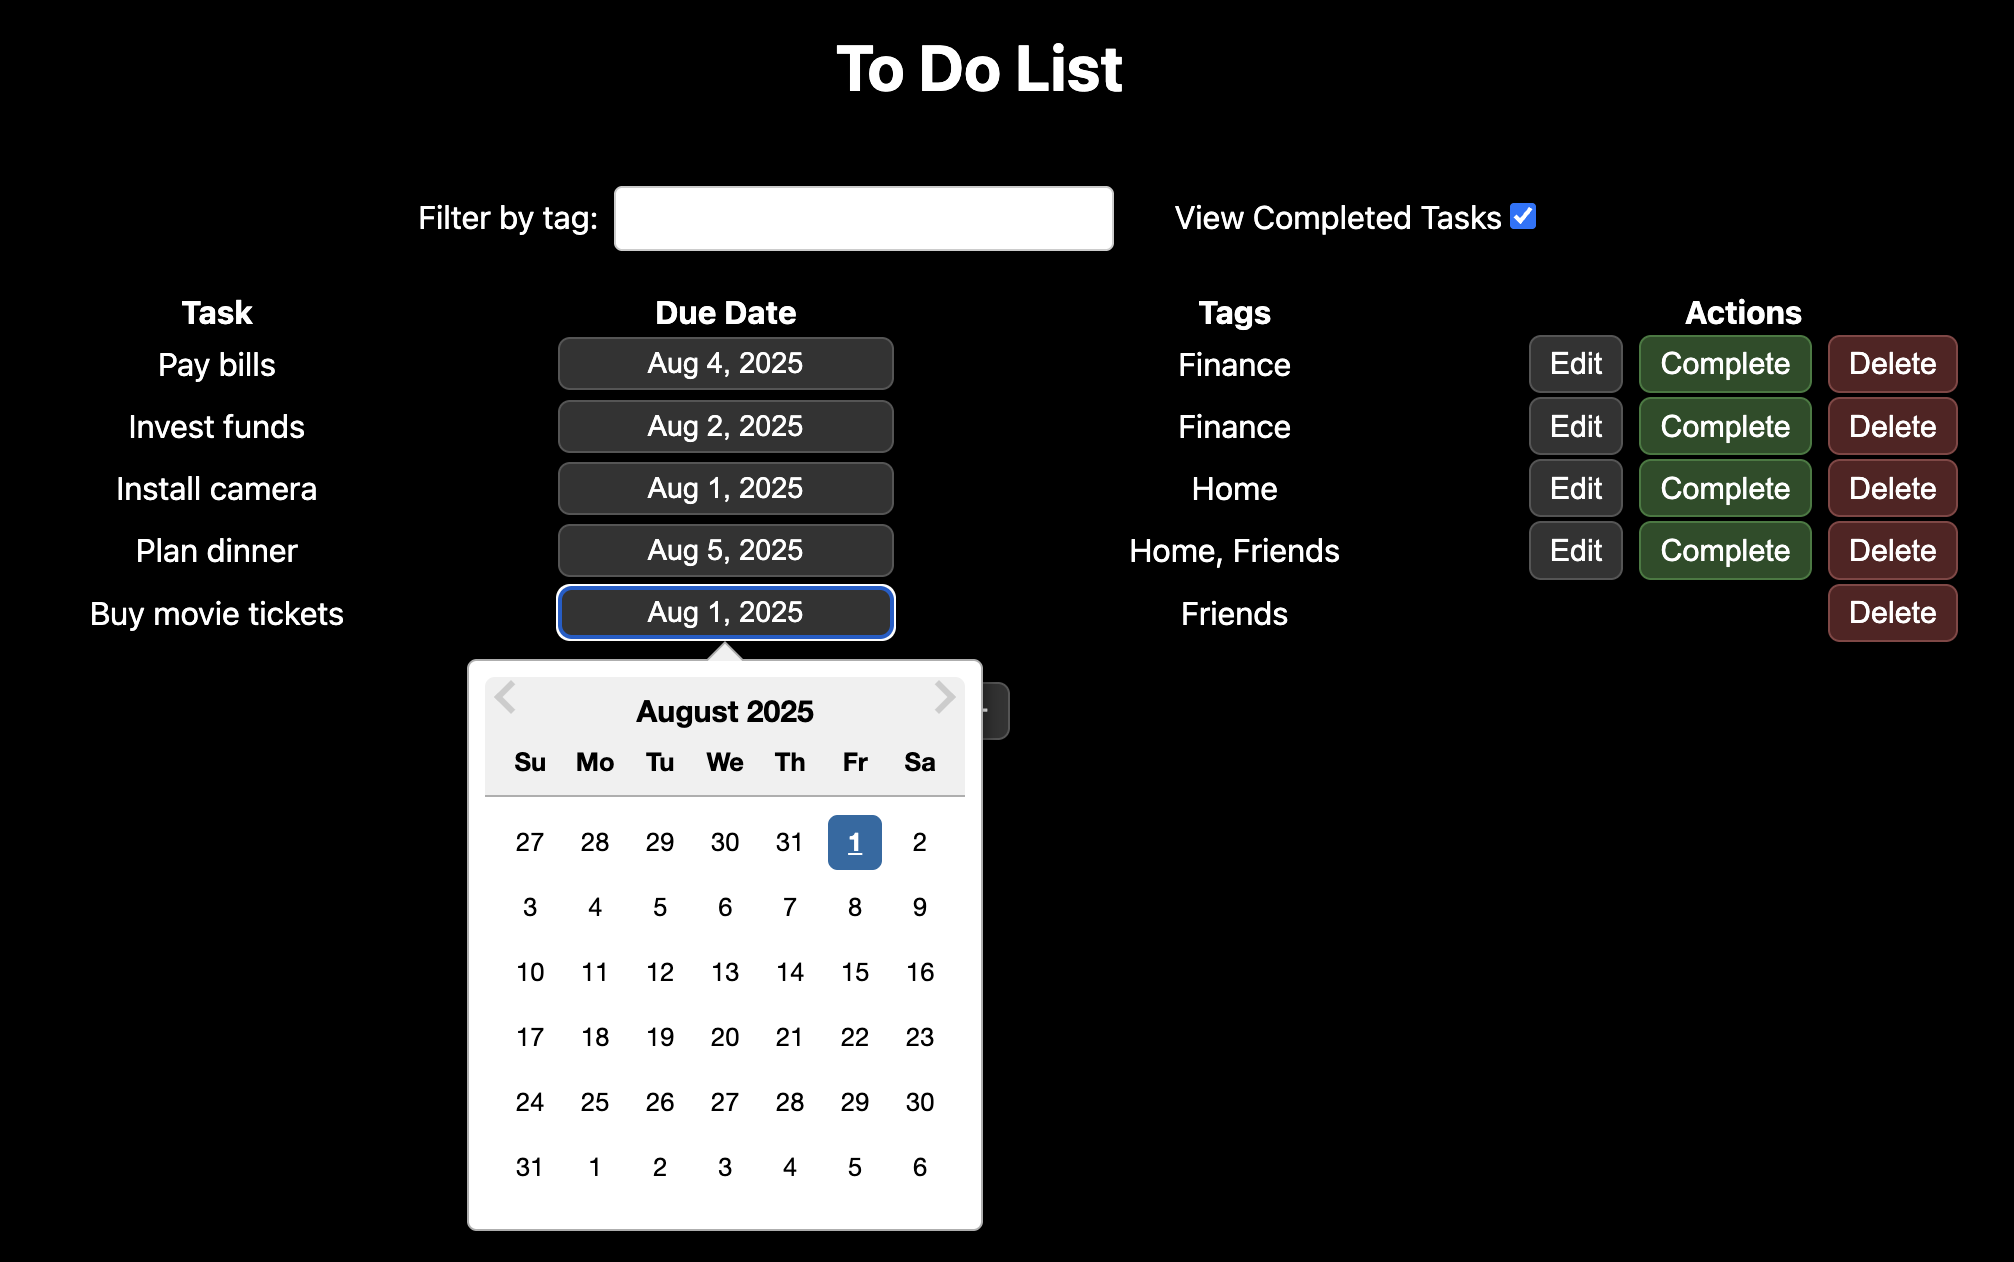 To Do List
Filter by tag: View Completed Tasks
Task Due Date Tags Actions
Pay bills Aug 4, 2025 Finance Edit Complete Delete
Invest funds Aug 2, 2025 Finance Edit Complete Delete
Install camera Aug 1, 2025 Home Edit Complete Delete
Plan dinner Aug 5, 2025 Home, Friends Edit Complete Delete
Buy movie tickets Aug 1, 2025 Friends Delete
August 2025
Su Mo Tu We Th Fr Sa
27 28 29 30 31 1 2
3 4 5 6 7 8 9
10 11 12 13 14 15 16
17 18 19 20 21 22 23
24 25 26 27 28 29 30
31 1 2 3 4 5 6